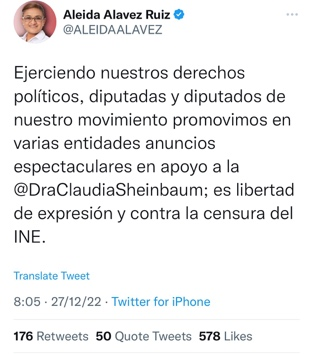 Aleida Alavez Ruiz
@ALEIDAALAVEZ
Ejerciendo nuestros derechos
políticos, diputadas y diputados de
nuestro movimiento promovimos en
varias entidades anuncios
espectaculares en apoyo a la
@DraClaudiaSheinbaum; es libertad
de expresión y contra la censura del
INE.
Translate Tweet
8:05 · 27/12/22 · Twitter for iPhone
176 Retweets 50 Quote Tweets 578 Likes